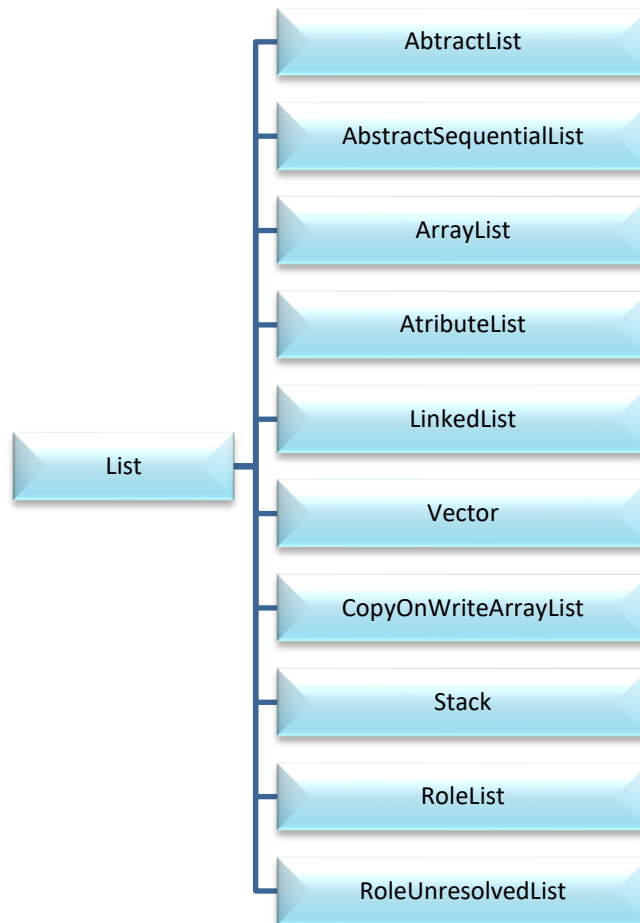 AbtractList
AbstractSequentialList
ArrayList
AtributeList
LinkedList
List
Vector
CopyOnWriteArrayList
Stack
RoleList
RoleUnresolvedList